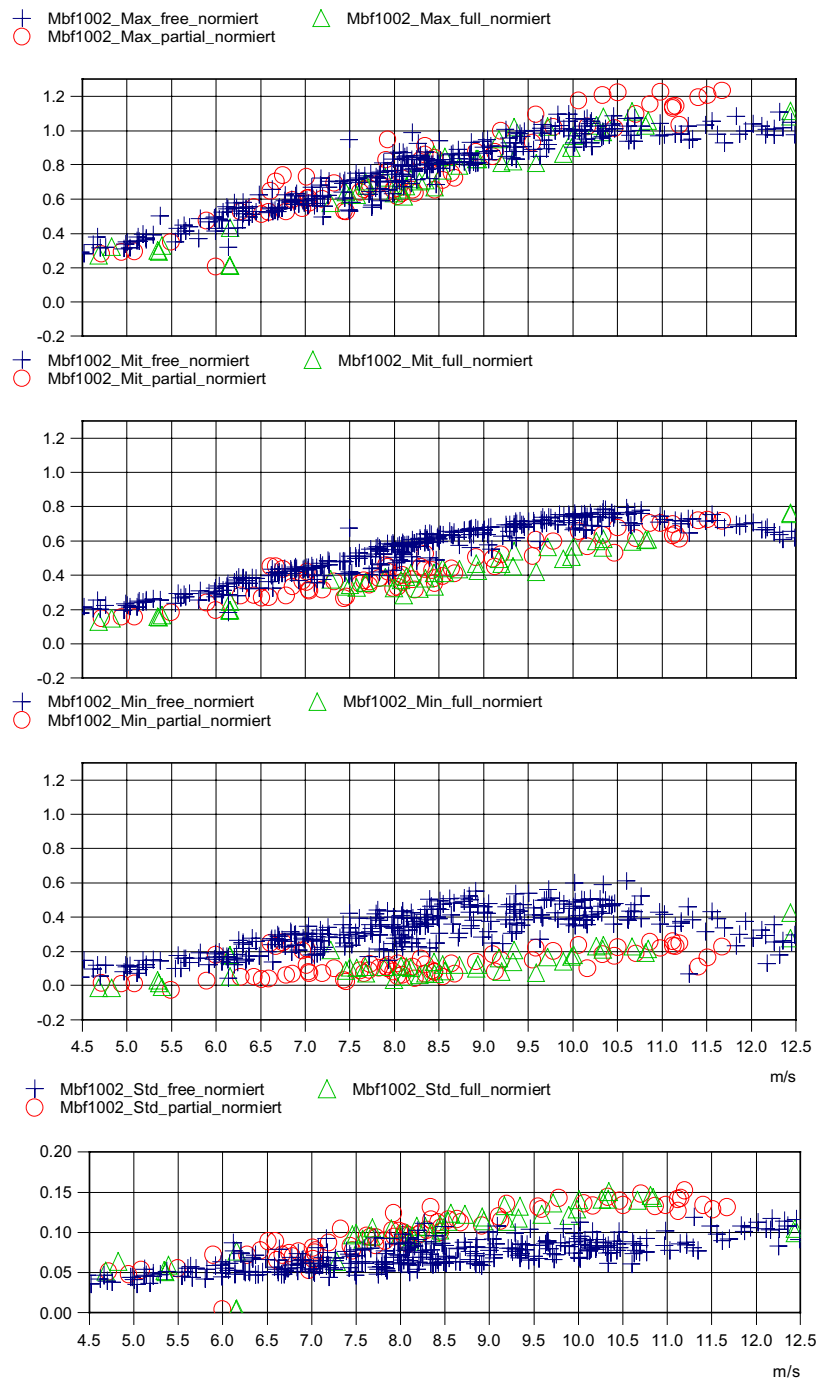 Mbf1002_Max_free_normiert Mbf1002_Max_full_normiert
Mbf1002_Max_partial_normiert
1.2
1.0
0.8
0.6
0.4
0.2
0.0
-0.2
Mbf1002_Mit_free_normiert Mbf1002_Mit_full_normiert
Mbf1002_Mit_partial_normiert
1.2
1.0
0.8
0.6
0.4
0.2
0.0
-0.2
Mbf1002_Min_free_normiert Mbf1002_Min_full_normiert
Mbf1002_Min_partial_normiert
1.2
1.0
0.8
0.6
0.4
0.2
0.0
-0.2
4.5 5.0 5.5 6.0 6.5 7.0 7.5 8.0 8.5 9.0 9.5 10.0 10.5 11.0 11.5 12.0 12.5
m/s
Mbf1002_Std_free_normiert Mbf1002_Std_full_normiert
Mbf1002_Std_partial_normiert
0.20
0.15
0.10
0.05
0.00
4.5 5.0 5.5 6.0 6.5 7.0 7.5 8.0 8.5 9.0 9.5 10.0 10.5 11.0 11.5 12.0 12.5
m/s